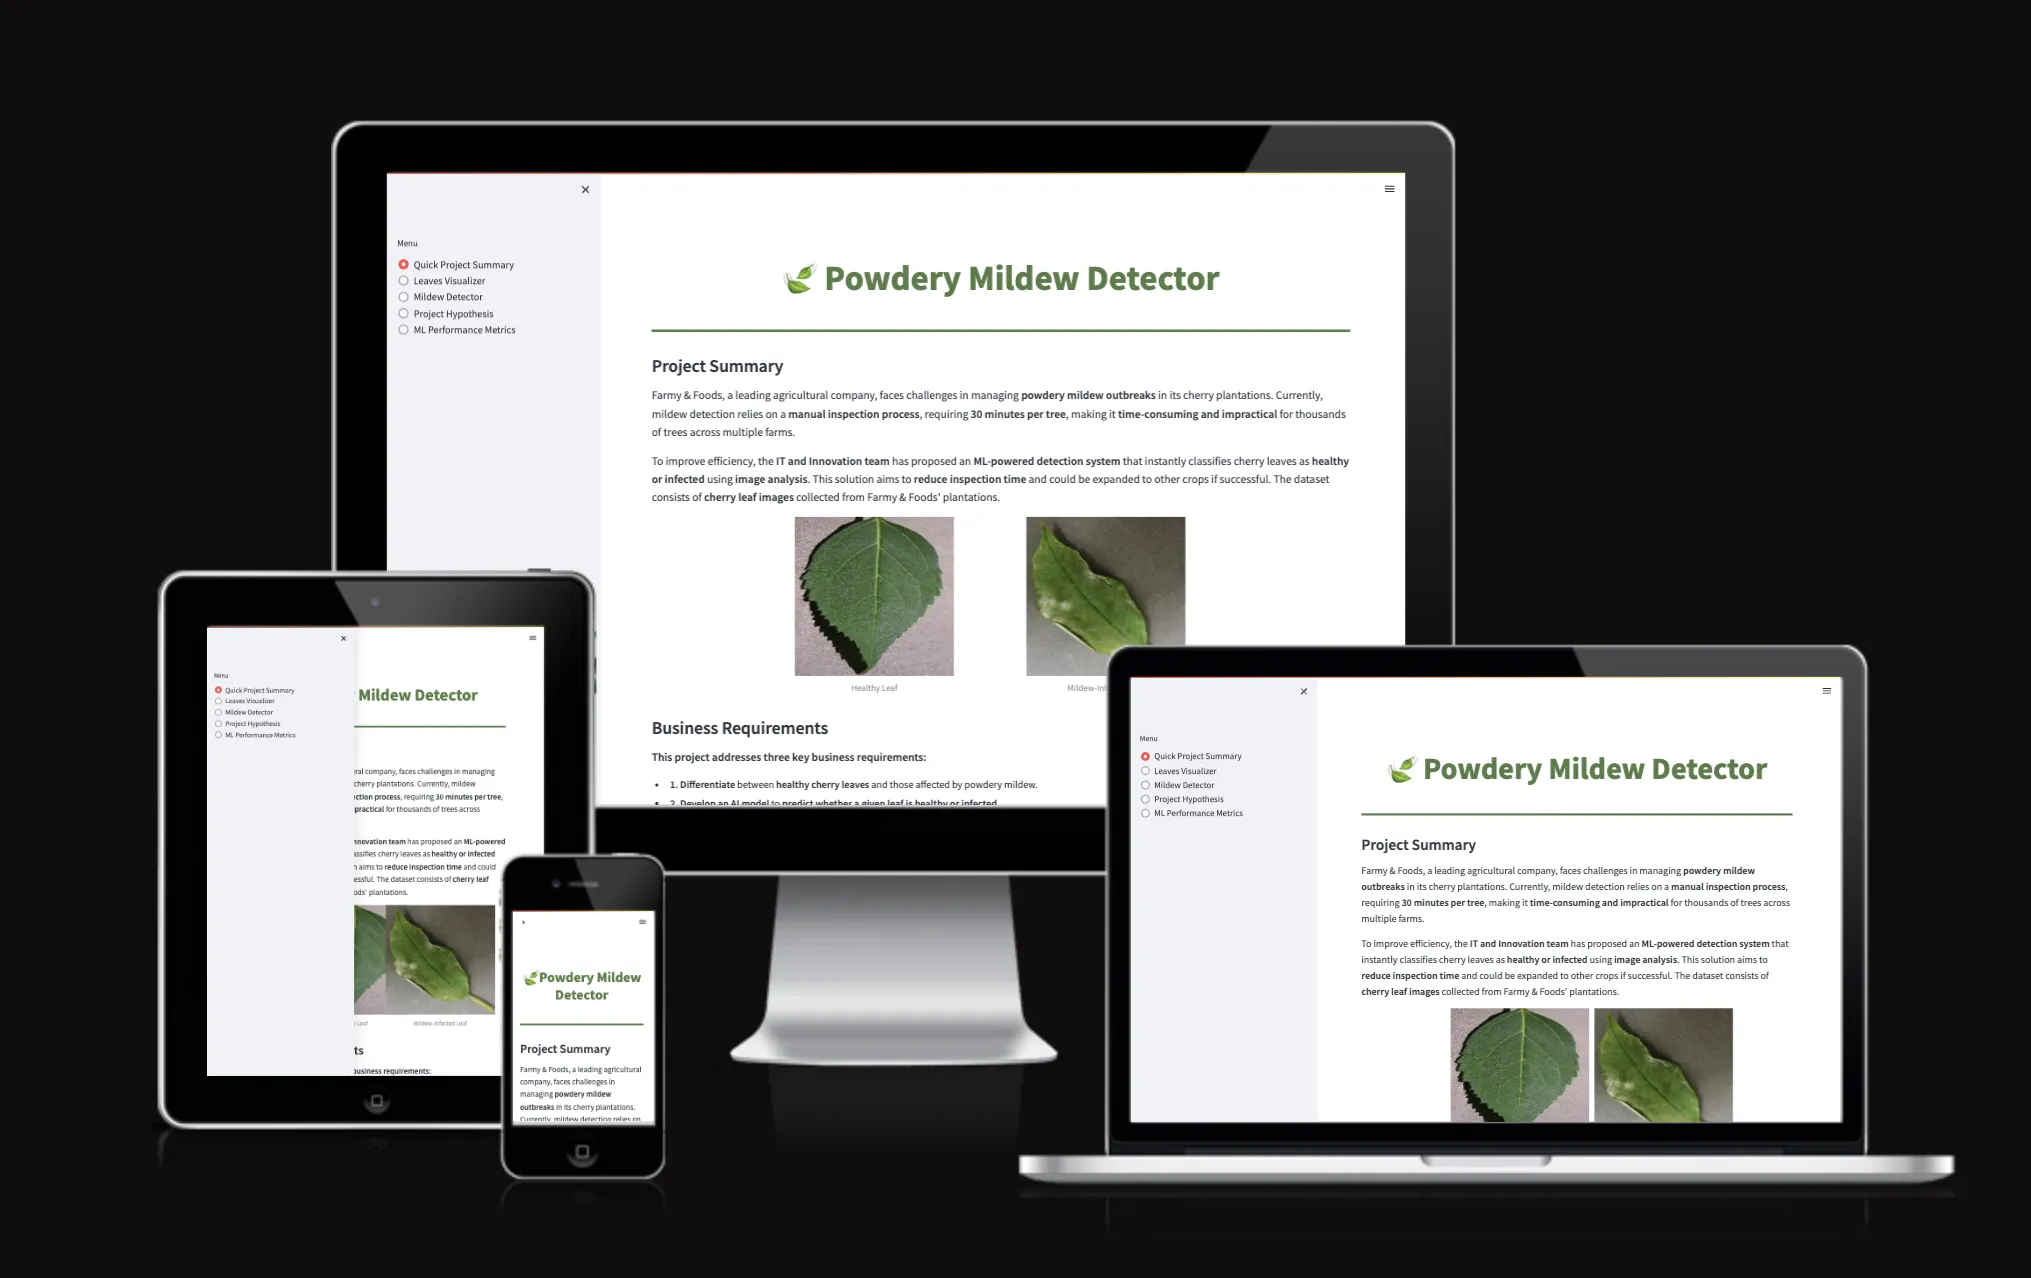 Menu
Quick Project Summary
Leaves Visualizer
Mildew Detector
Project Hypothesis
ML Performance Metrics
Powdery Mildew Detector
Project Summary
Farmy & Foods, a leading agricultural company, faces challenges in managing powdery mildew outbreaks in its cherry plantations. Currently,
mildew detection relies on a manual inspection process, requiring 30 minutes per tree, making it time-consuming and impractical for thousands
of trees across multiple farms.
To improve efficiency, the IT and Innovation team has proposed an ML-powered detection system that instantly classifies cherry leaves as healthy
or infected using image analysis. This solution aims to reduce inspection time and could be expanded to other crops if successful. The dataset
consists of cherry leaf images collected from Farmy & Foods' plantations.
Healthy Leaf
Mildew-Inf
Business Requirements
This project addresses three key business requirements:
• 1. Differentiate between healthy cherry leaves and those affected by powdery mildew.
• 2. Develop an AI model to predict whether a given leaf is healthy or infected
Menu
Quick Project Summary
Leaves Visualizer
Mildew Detector
Project Hypothesis
ML Performance Metrics
Mildew Detector
ral company, faces challenges in managing
cherry plantations. Currently, mildew
ction process, requiring 30 minutes per tree,
practical for thousands of trees across
nnovation team has proposed an ML-powered
assifies cherry leaves as healthy or infected
n aims to reduce inspection time and could
essful. The dataset consists of cherry leaf
ods' plantations.
y Leaf
Mildew-Infected Leaf
ts
business requirements:
Powdery Mildew
Detector
Project Summary
Farmy & Foods, a leading agricultural
company, faces challenges in
managing powdery mildew
outbreaks in its cherry plantations.
Currently, mildew detection relies on
Menu
Quick Project Summary
Leaves Visualizer
Mildew Detector
Project Hypothesis
ML Performance Metrics
Powdery Mildew Detector
Project Summary
Farmy & Foods, a leading agricultural company, faces challenges in managing powdery mildew
outbreaks in its cherry plantations. Currently, mildew detection relies on a manual inspection process,
requiring 30 minutes per tree, making it time-consuming and impractical for thousands of trees across
multiple farms.
To improve efficiency, the IT and Innovation team has proposed an ML-powered detection system that
instantly classifies cherry leaves as healthy or infected using image analysis. This solution aims to
reduce inspection time and could be expanded to other crops if successful. The dataset consists of
cherry leaf images collected from Farmy & Foods' plantations.